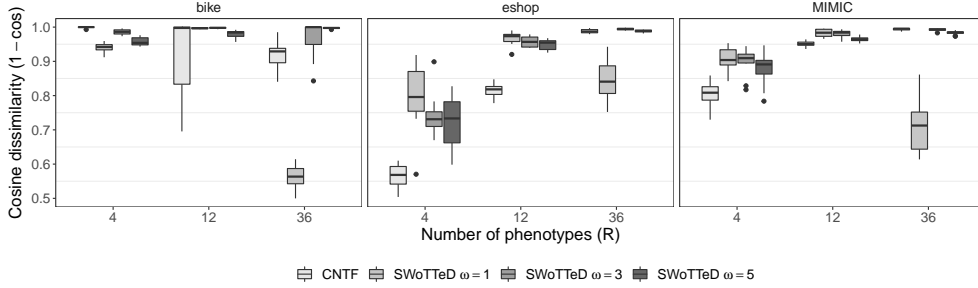 bike
eshop
MIMIC
Cosine dissimilarity (1 − cos)
1.0
0.9
0.8
0.7
0.6
0.5
4
12
36
4
12
36
4
12
36
Number of phenotypes (R)
CNTF
SWoTTeD ω = 1
SWoTTeD ω = 3
SWoTTeD ω = 5